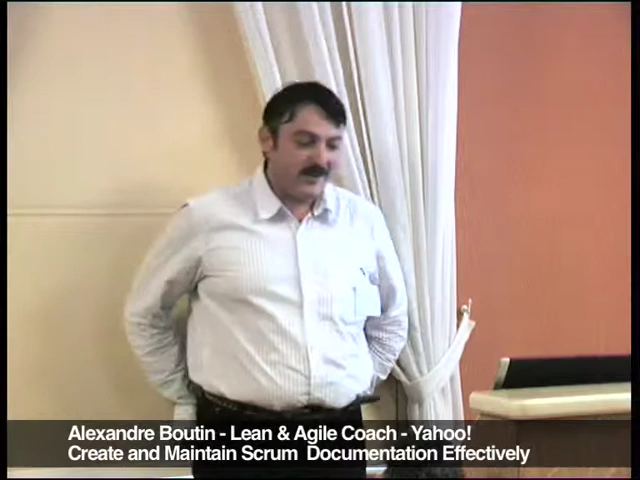 Alexandre Boutin - Lean & Agile Coach - Yahoo!
Create and Maintain Scrum Documentation Effectively